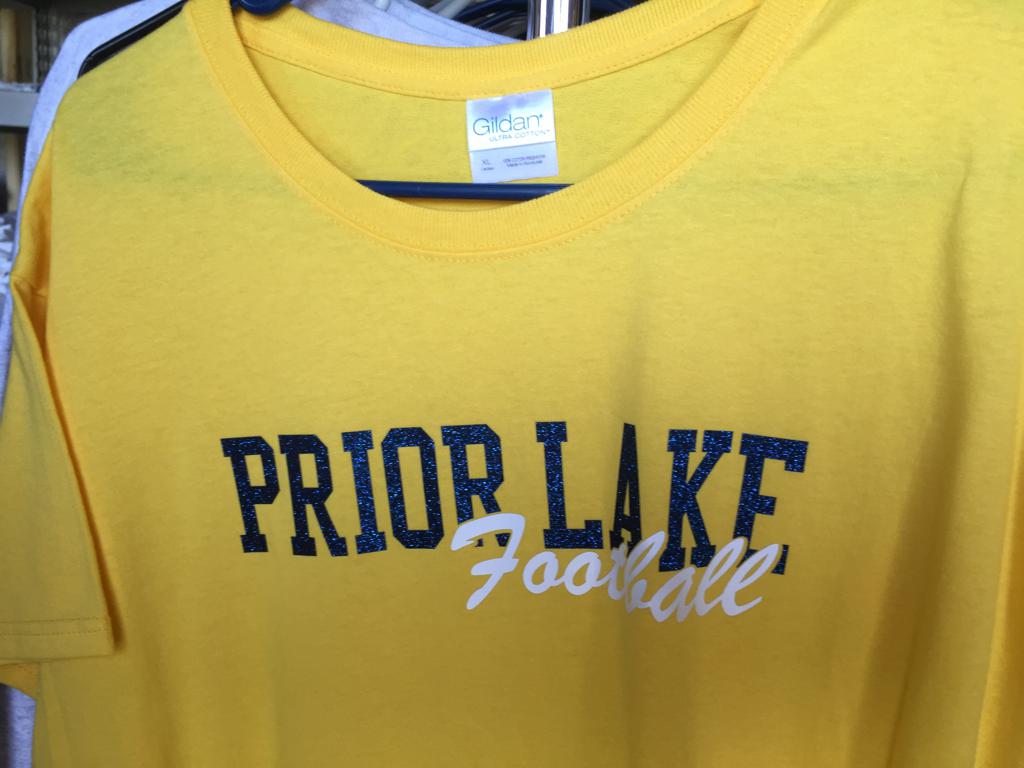 Gildan®
ULTRA COTTON®
XL
PRIOR LAKE
Football